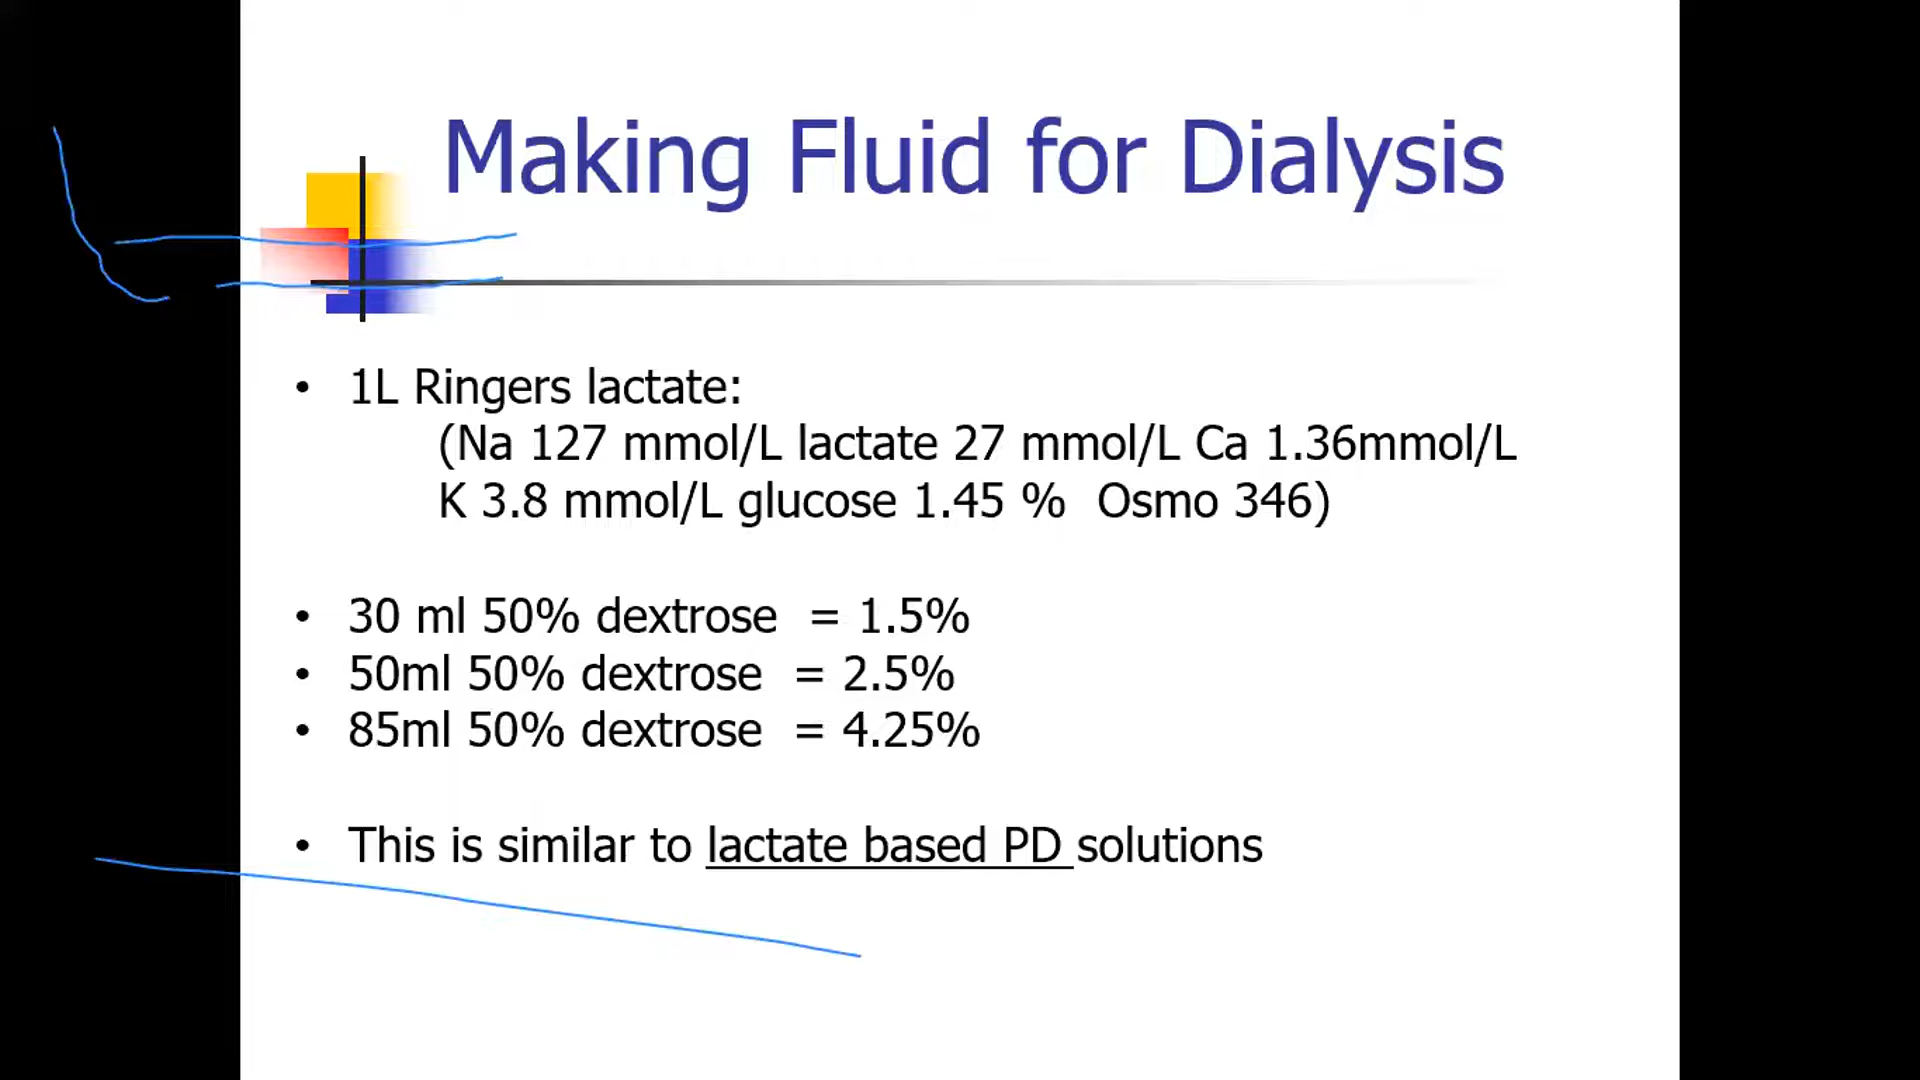 Making Fluid for Dialysis
• 1L Ringers lactate:
(Na 127 mmol/L lactate 27 mmol/L Ca 1.36mmol/L
K 3.8 mmol/L glucose 1.45 % Osmo 346)
• 30 ml 50% dextrose = 1.5%
• 50ml 50% dextrose = 2.5%
• 85ml 50% dextrose = 4.25%
• This is similar to lactate based PD solutions